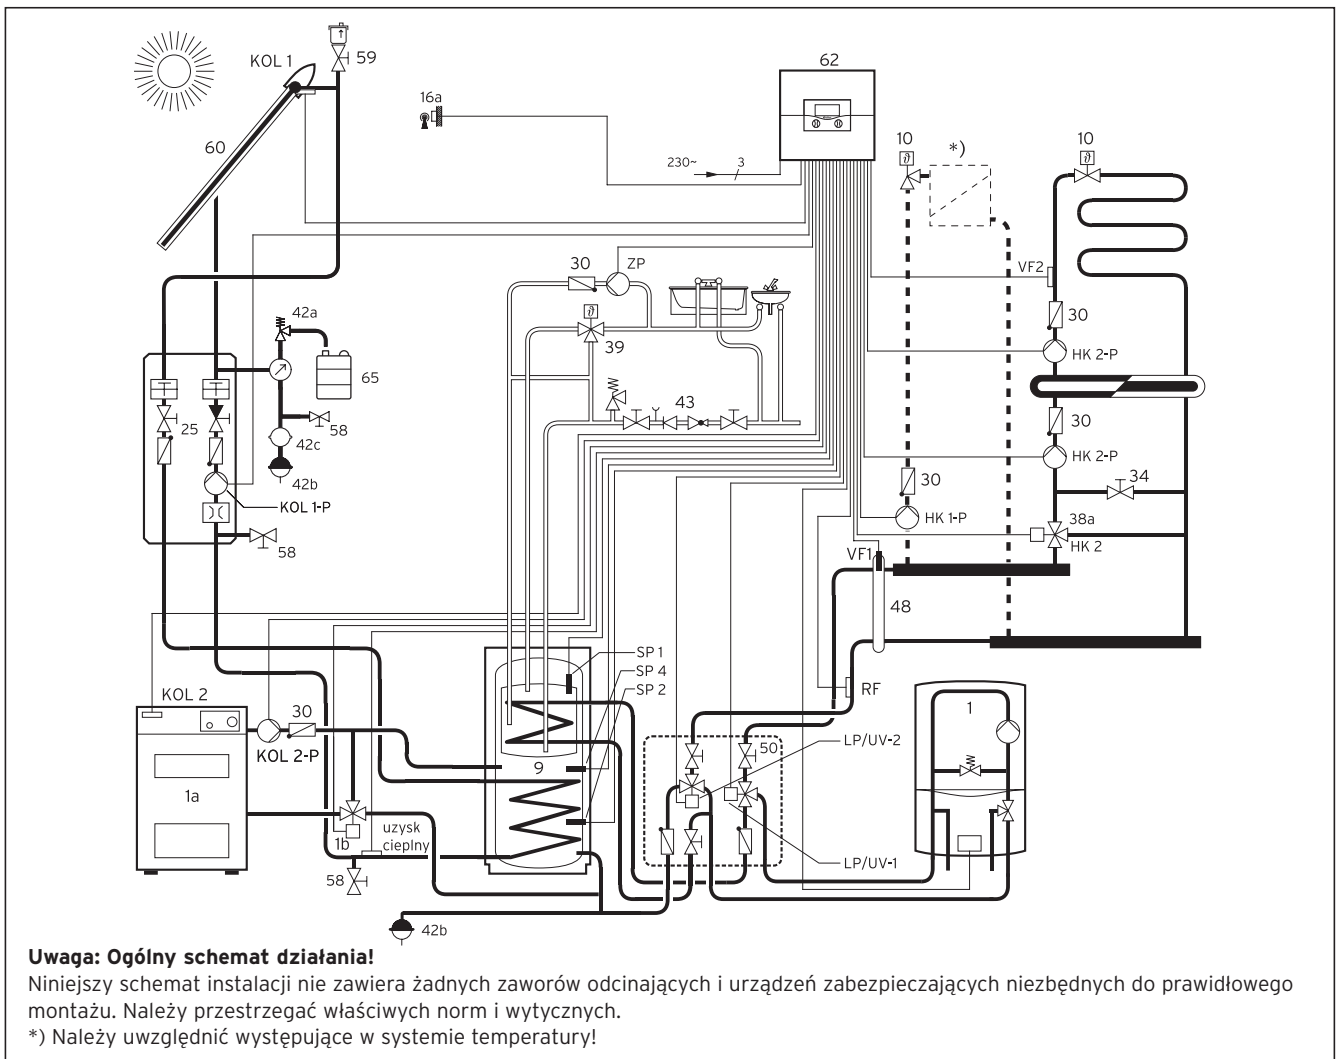 62
KOL 1
59
16a
60
230~
3
10
*)
10
30
ZP
VF2
30
42a
39
HK 2-P
65
25
43
30
58
42c
HK 2-P
34
42b
30
KOL 1-P
HK 1-P
38a
HK 2
58
VF1
48
SP 1
SP 4
SP 2
RF
KOL 2
30
1
KOL 2-P
50
LP/UV-2
9
1a
1b
uzysk
cieplny
LP/UV-1
58
42b
Uwaga: Ogólny schemat działania!
Niniejszy schemat instalacji nie zawiera żadnych zaworów odcinających i urządzeń zabezpieczających niezbędnych do prawidłowego
montażu. Należy przestrzegać właściwych norm i wytycznych.
*) Należy uwzględnić występujące w systemie temperatury!